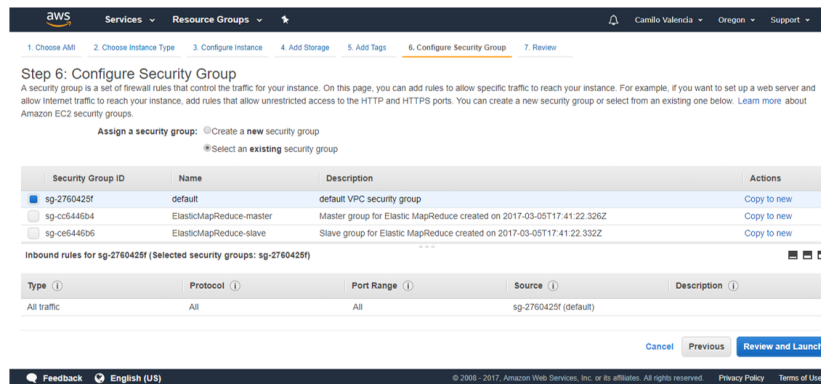 aws Services Resource Groups Camilo Valencia Oregon Support
1. Choose AMI 2. Choose Instance Type 3. Configure Instance 4. Add Storage 5. Add Tags 6. Configure Security Group 7. Review
Step 6: Configure Security Group
A security group is a set of firewall rules that control the traffic for your instance. On this page, you can add rules to allow specific traffic to reach your instance. For example, if you want to set up a web server and
allow Internet traffic to reach your instance, add rules that allow unrestricted access to the HTTP and HTTPS ports. You can create a new security group or select from an existing one below. Learn more about
Amazon EC2 security groups.
Assign a security group: Create a new security group
Select an existing security group
Security Group ID Name Description Actions
sg-2760425f default default VPC security group Copy to new
sg-cc6446b4 ElasticMapReduce-master Master group for Elastic MapReduce created on 2017-03-05T17:41:22.326Z Copy to new
sg-ce6446b6 ElasticMapReduce-slave Slave group for Elastic MapReduce created on 2017-03-05T17:41:22.332Z Copy to new
Inbound rules for sg-2760425f (Selected security groups: sg-2760425f)
Type Protocol Port Range Source Description
All traffic All All sg-2760425f (default)
Cancel Previous Review and Launch
Feedback English (US) © 2008 - 2017, Amazon Web Services, Inc. or its affiliates. All rights reserved. Privacy Policy Terms of Use